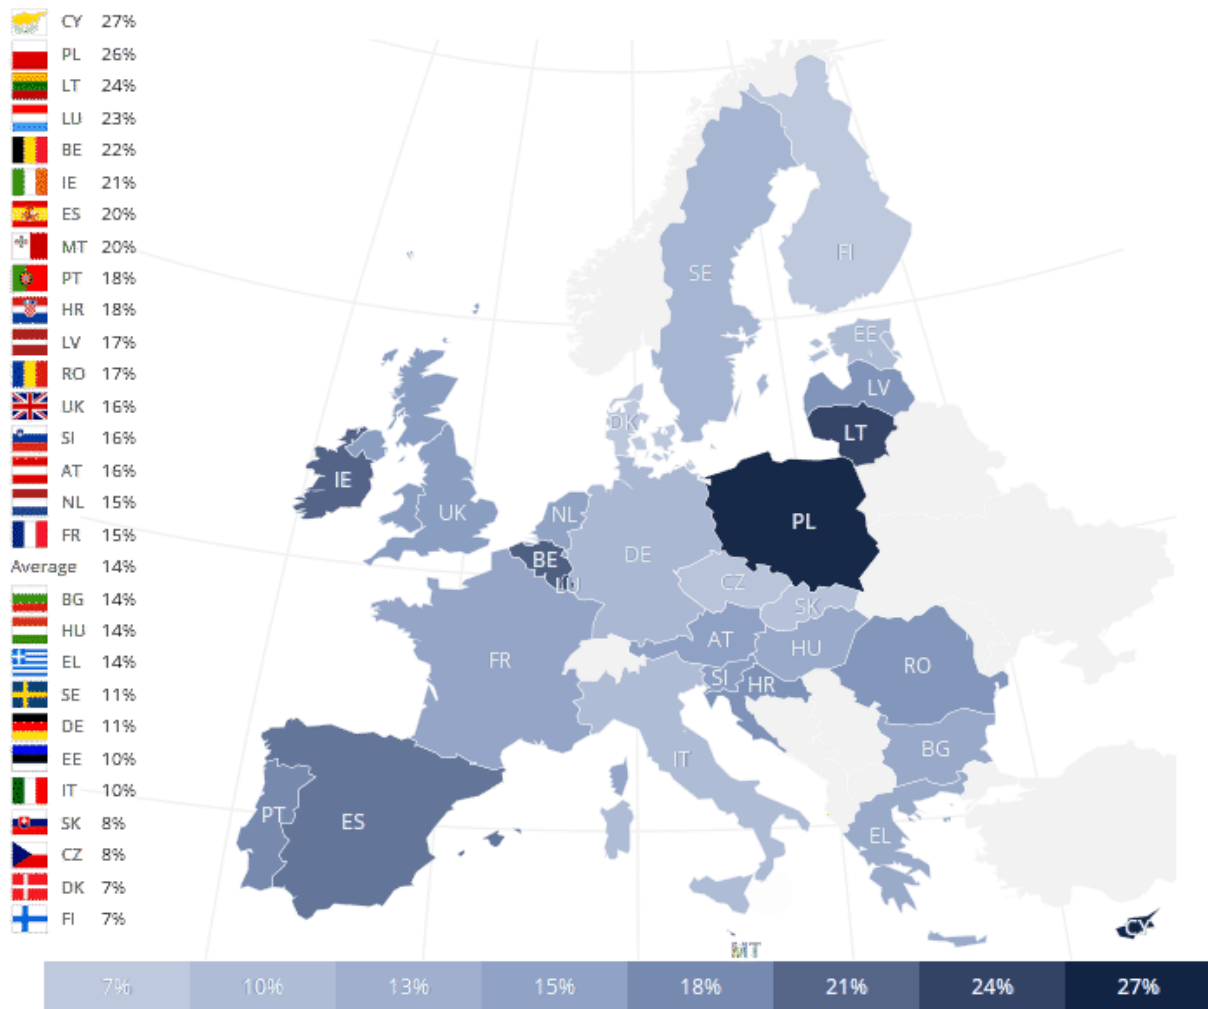 CY 27%
PL 26%
LT 24%
LU 23%
BE 22%
IE 21%
ES 20%
MT 20%
PT 18%
HR 18%
LV 17%
RO 17%
UK 16%
SI 16%
AT 16%
NL 15%
FR 15%
Average 14%
BG 14%
HU 14%
EL 14%
SE 11%
DE 11%
EE 10%
IT 10%
SK 8%
CZ 8%
DK 7%
FI 7%
FI
SE
EE
LV
DK
LT
IE
UK
NL
PL
DE
BE
LU
CZ
SK
AT
HU
FR
SI
HR
RO
BG
IT
PT
ES
EL
CY
MT
7% 10% 13% 15% 18% 21% 24% 27%